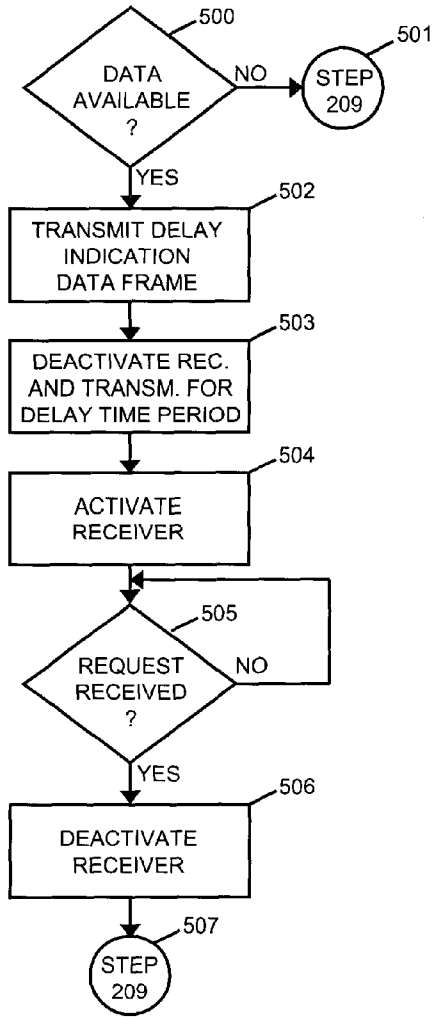 500
DATA
AVAILABLE
?
NO
501
STEP
209
YES
502
TRANSMIT DELAY
INDICATION
DATA FRAME
503
DEACTIVATE REC.
AND TRANSM. FOR
DELAY TIME PERIOD
504
ACTIVATE
RECEIVER
505
REQUEST
RECEIVED
?
NO
YES
506
DEACTIVATE
RECEIVER
507
STEP
209